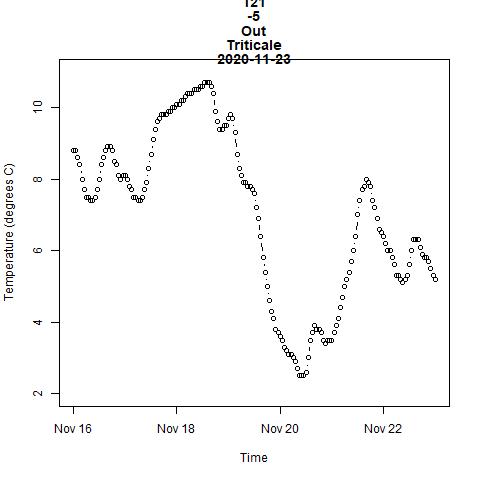 121
-5
Out
Triticale
2020-11-23
Temperature (degrees C)
10
8
6
4
2
Nov 16 Nov 18 Nov 20 Nov 22
Time